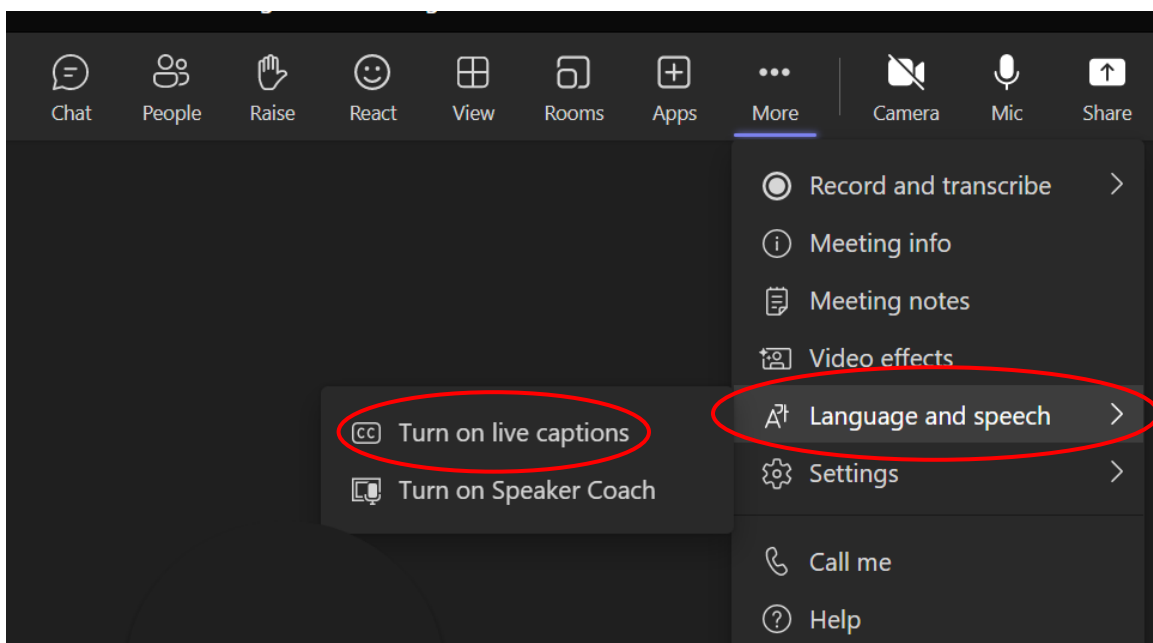 Chat People Raise React View Rooms Apps More Camera Mic Share
Record and transcribe
Meeting info
Meeting notes
Video effects
Language and speech
CC Turn on live captions
Turn on Speaker Coach
Settings
Call me
Help